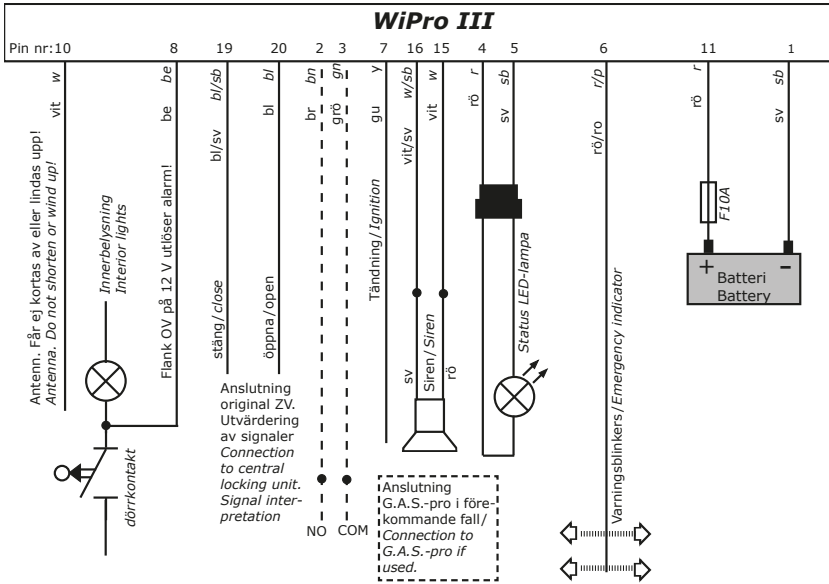 WiPro III
Pin nr:10 8 19 20 2 3 7 16 15 4 5 6 11 1
w be bl/sb bl bn gn y w/sb w r sb r/p r sb
vit be bl/sv bl br grö gu vit/sv vit rö sv rö/ro rö sv
Antenn. Får ej kortas av eller lindas upp!
Antenna. Do not shorten or wind up!
Innerbelysning
Interior lights
Flank OV på 12 V utlöser alarm!
dörrkontakt
stäng/close
öppna/open
Anslutning
original ZV.
Utvärdering
av signaler
Connection
to central
locking unit.
Signal inter-
pretation
NO COM
Tändning/Ignition
sv
Siren/Siren
rö
Anslutning
G.A.S.-pro i före-
kommande fall/
Connection to
G.A.S.-pro if
used.
Status LED-lampa
Varningsblinkers/Emergency indicator
F10A
+ -
Batteri
Battery